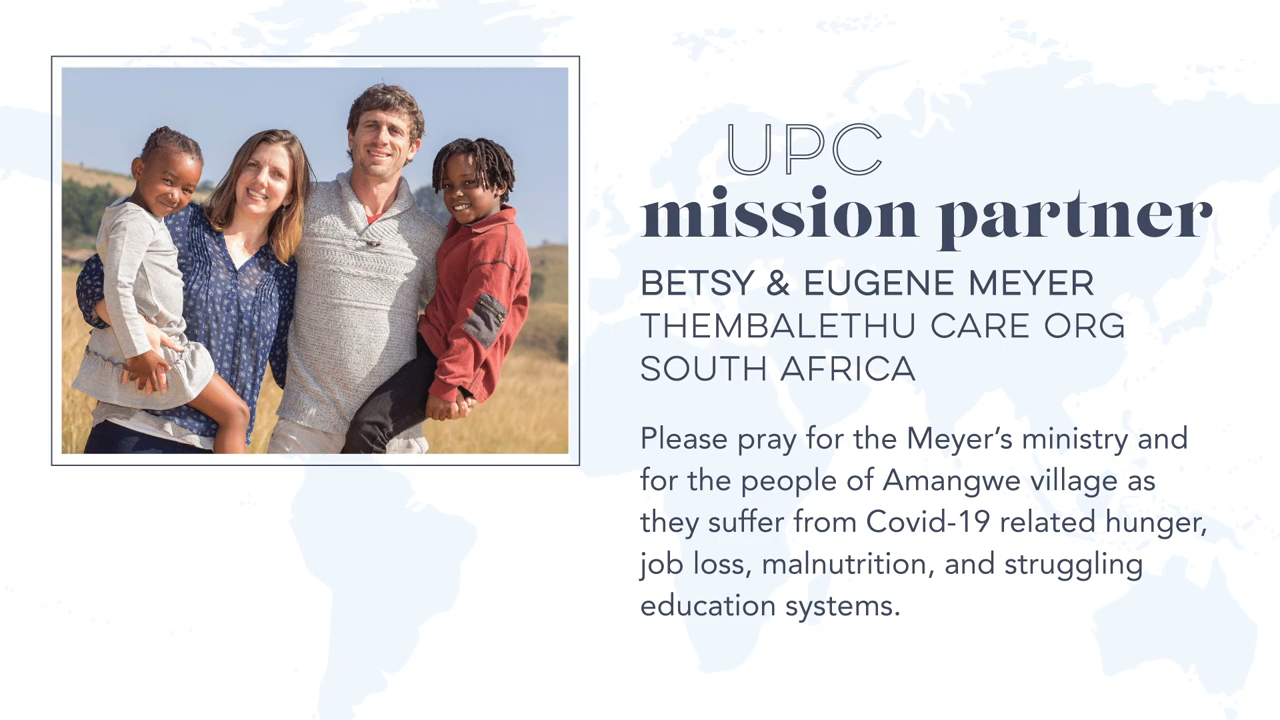 UPC
mission partner
BETSY & EUGENE MEYER
THEMBALETHU CARE ORG
SOUTH AFRICA
Please pray for the Meyer’s ministry and
for the people of Amangwe village as
they suffer from Covid-19 related hunger,
job loss, malnutrition, and struggling
education systems.